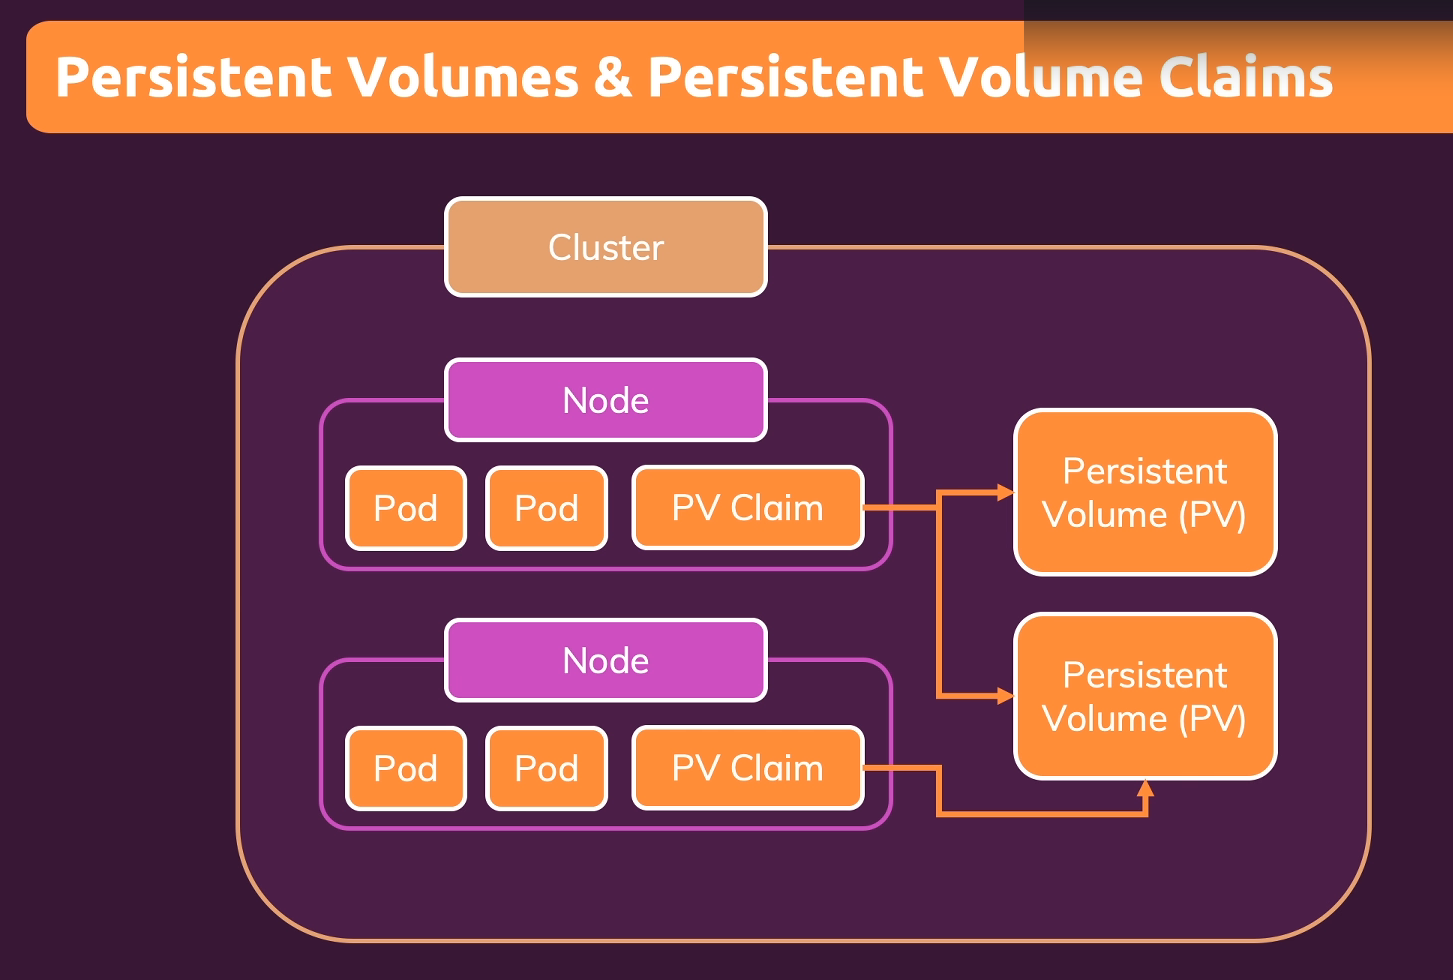 Persistent Volumes & Persistent Volume Claims
Cluster
Node
Pod
Pod
PV Claim
Persistent
Volume (PV)
Node
Pod
Pod
PV Claim
Persistent
Volume (PV)